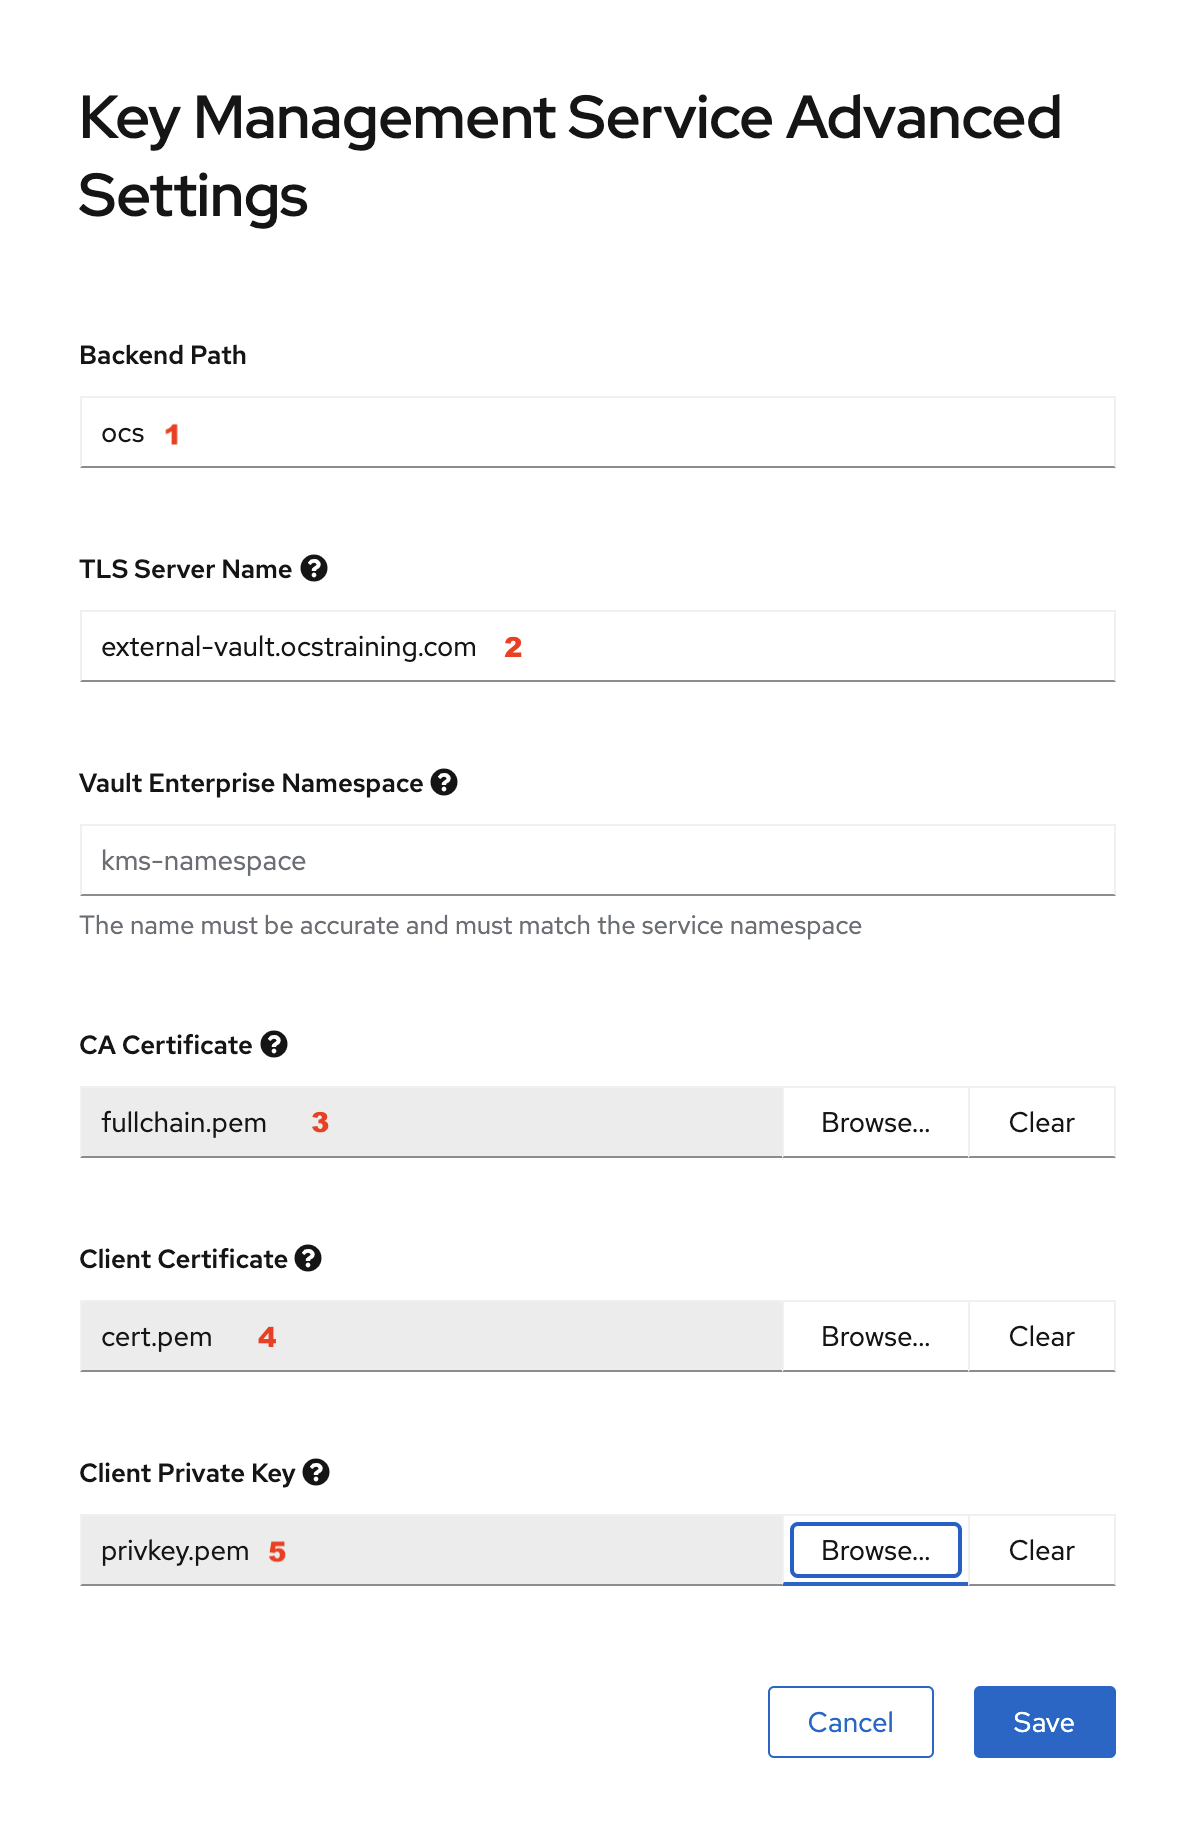 Key Management Service Advanced
Settings
Backend Path
ocs 1
TLS Server Name ?
external-vault.ocstraining.com 2
Vault Enterprise Namespace ?
kms-namespace
The name must be accurate and must match the service namespace
CA Certificate ?
fullchain.pem 3 Browse... Clear
Client Certificate ?
cert.pem 4 Browse... Clear
Client Private Key ?
privkey.pem 5 Browse... Clear
Cancel Save